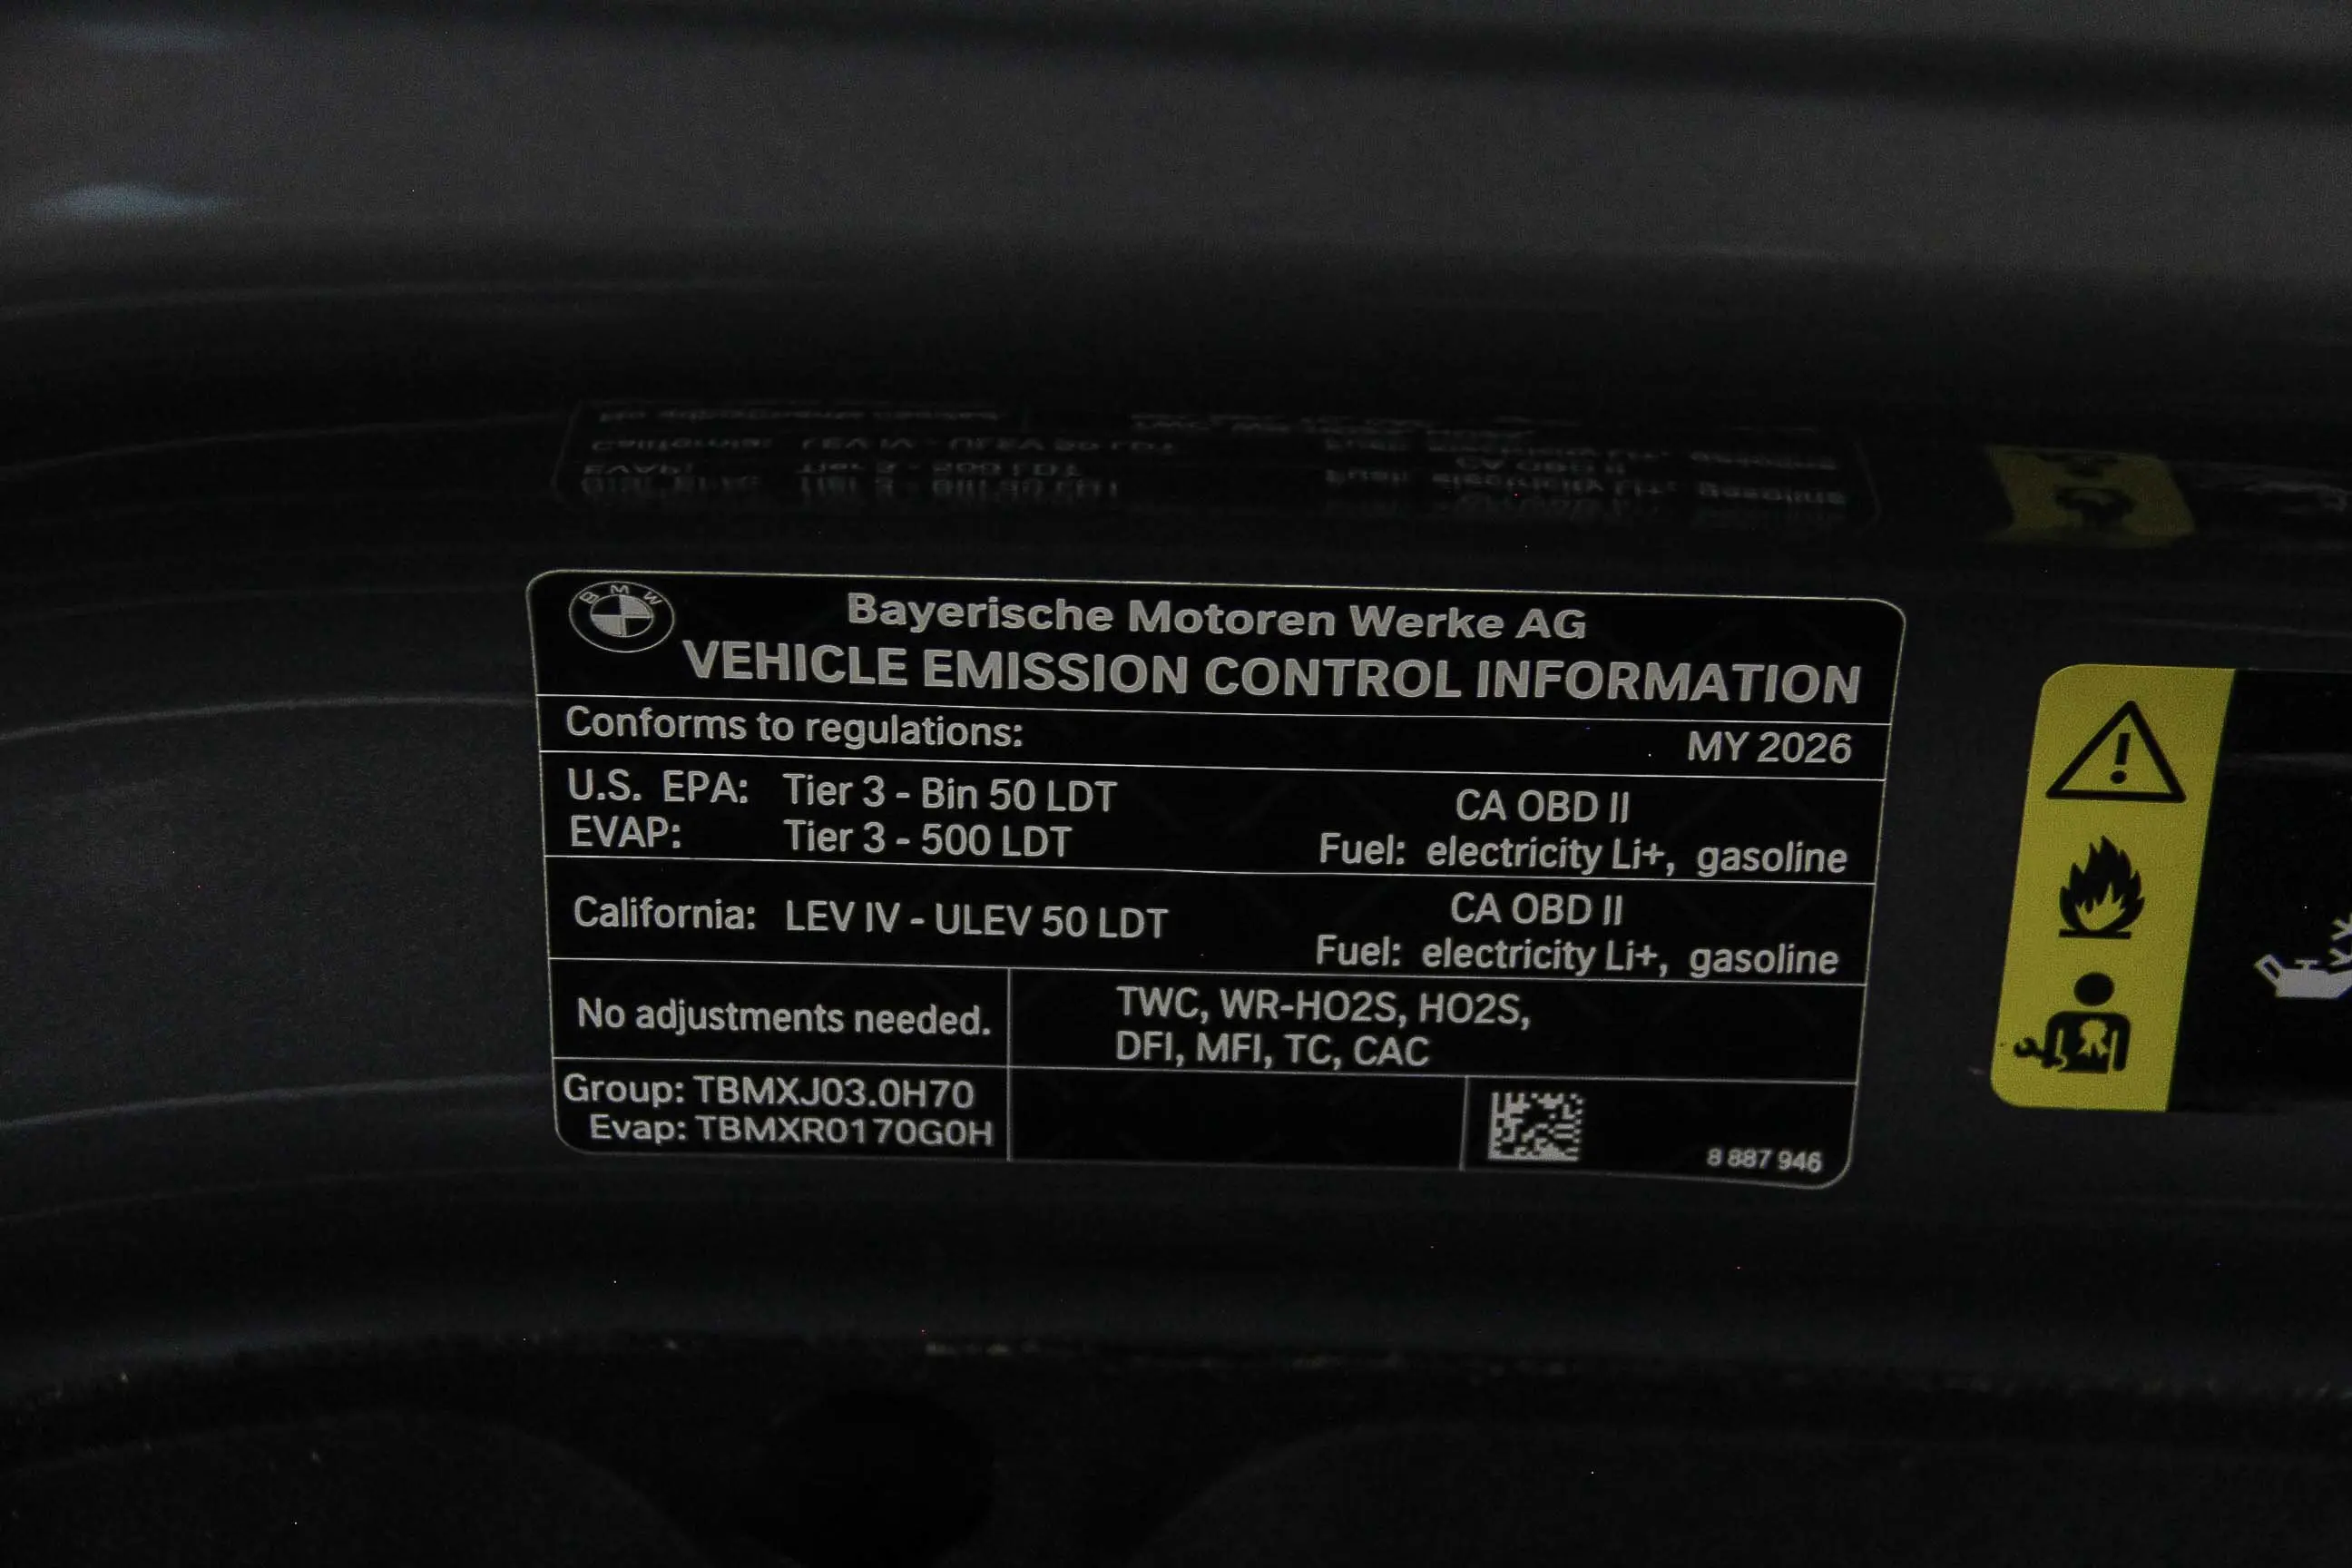 BMW
Bayerische Motoren Werke AG
VEHICLE EMISSION CONTROL INFORMATION
Conforms to regulations: MY 2026
U.S. EPA: Tier 3 - Bin 50 LDT CA OBD II
EVAP: Tier 3 - 500 LDT Fuel: electricity Li+, gasoline
California: LEV IV - ULEV 50 LDT CA OBD II
Fuel: electricity Li+, gasoline
No adjustments needed. TWC, WR-HO2S, HO2S,
DFI, MFI, TC, CAC
Group: TBMXJ03.0H70
Evap: TBMXR0170G0H
8 887 946